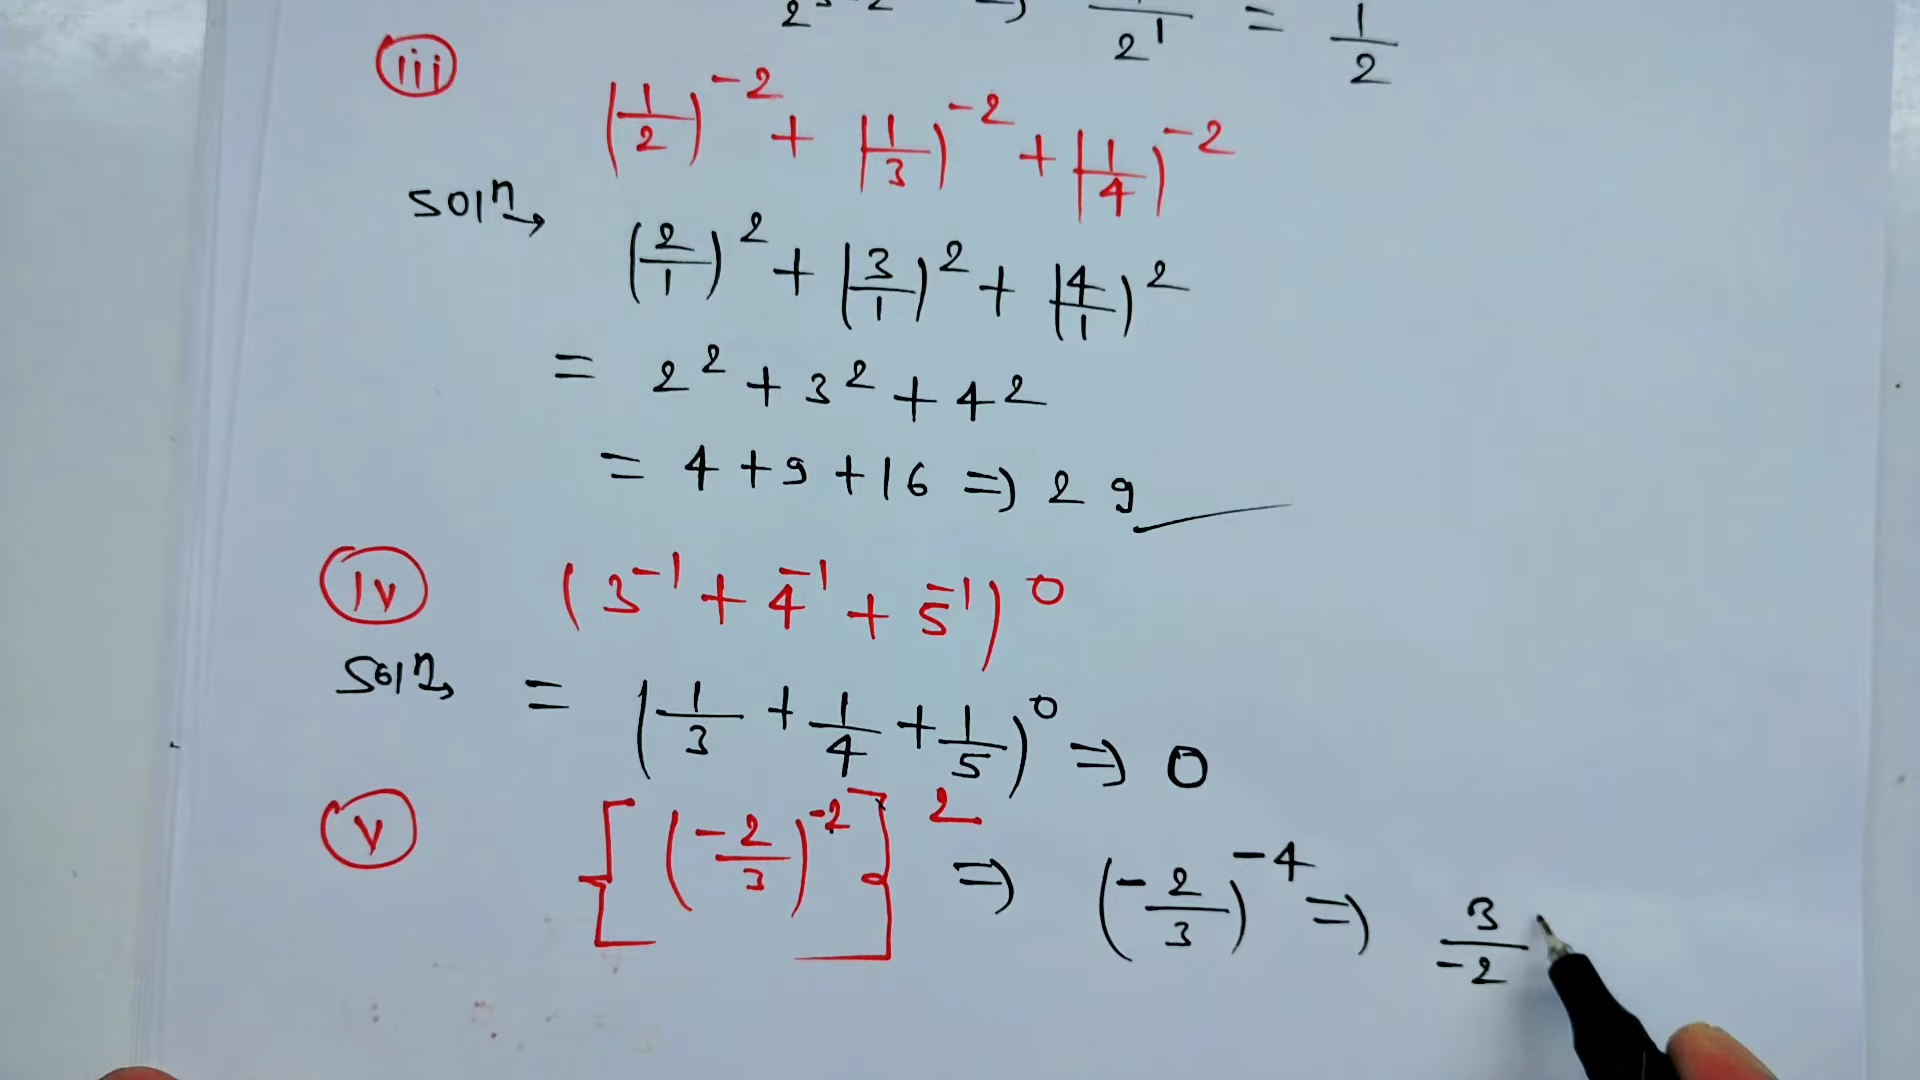 ⇒ 1/2^1 = 1/2
(iii) (1/2)^-2 + (1/3)^-2 + (1/4)^-2
Soln→ (2/1)^2 + (3/1)^2 + (4/1)^2
= 2^2 + 3^2 + 4^2
= 4 + 9 + 16 ⇒ 29
(iv) (3^-1 + 4^-1 + 5^-1)^0
Soln→ = (1/3 + 1/4 + 1/5)^0 ⇒ 0
(v) [(-2/3)^-2]^2 ⇒ (-2/3)^-4 ⇒ 3/-2